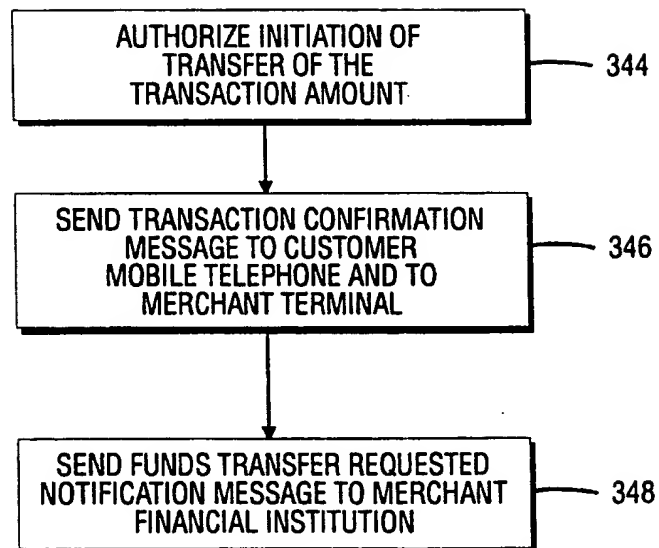 AUTHORIZE INITIATION OF
TRANSFER OF THE
TRANSACTION AMOUNT
344
SEND TRANSACTION CONFIRMATION
MESSAGE TO CUSTOMER
MOBILE TELEPHONE AND TO
MERCHANT TERMINAL
346
SEND FUNDS TRANSFER REQUESTED
NOTIFICATION MESSAGE TO MERCHANT
FINANCIAL INSTITUTION
348